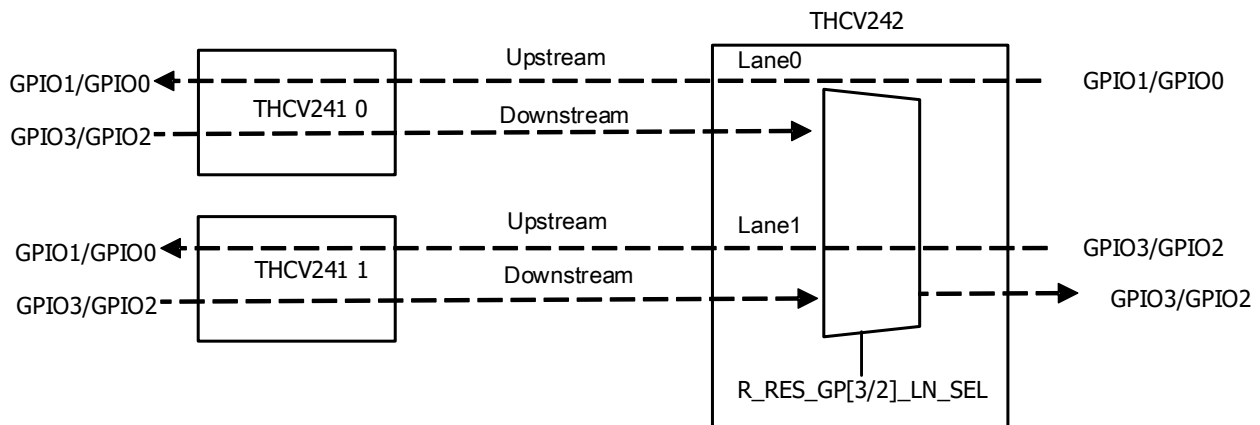 THCV242
Upstream
Lane0
GPIO1/GPIO0
GPIO1/GPIO0
THCV241 0
Downstream
GPIO3/GPIO2
Upstream
Lane1
GPIO1/GPIO0
GPIO3/GPIO2
THCV241 1
Downstream
GPIO3/GPIO2
GPIO3/GPIO2
R_RES_GP[3/2]_LN_SEL